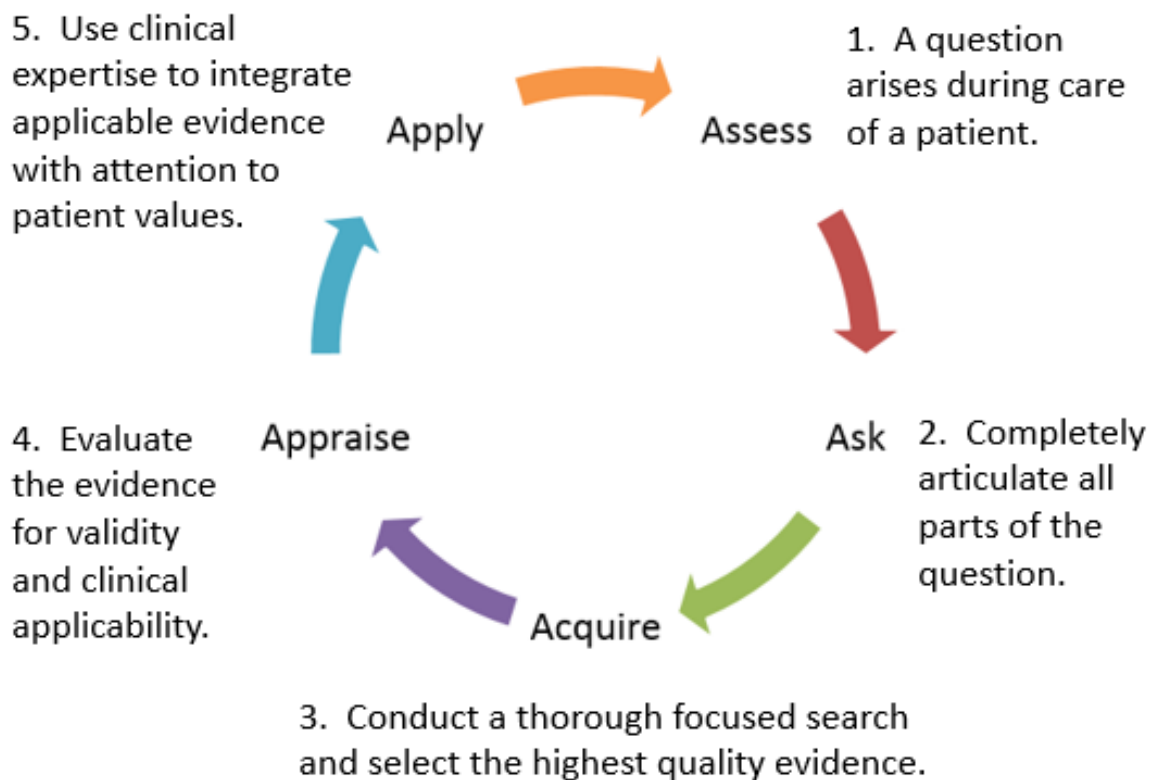 1.  A question
arises during care
of a patient.
Assess
2.  Completely
articulate all
parts of the
question.
Ask
Acquire
3.  Conduct a thorough focused search
and select the highest quality evidence.
Appraise
4.  Evaluate
the evidence
for validity
and clinical
applicability.
Apply
5.  Use clinical
expertise to integrate
applicable evidence
with attention to
patient values.